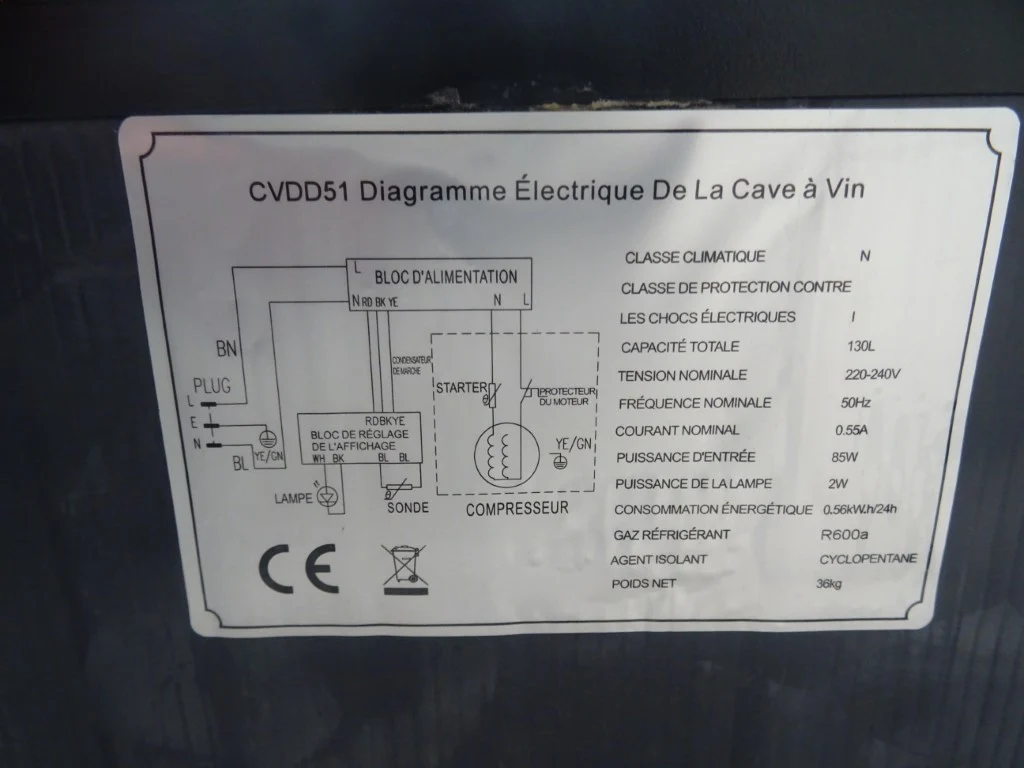 CVDD51 Diagramme Électrique De La Cave à Vin
L
BLOC D'ALIMENTATION
N RD BK YE N L
BN
CONDENSATEUR
DE MARCHE
PLUG
L
E
N
YE/GN
BL
STARTER
θ
PROTECTEUR
DU MOTEUR
RDBKYE
BLOC DE RÉGLAGE
DE L'AFFICHAGE
WH BK BL BL
YE/GN
LAMPE
θ
SONDE
COMPRESSEUR
CE
CLASSE CLIMATIQUE N
CLASSE DE PROTECTION CONTRE
LES CHOCS ÉLECTRIQUES I
CAPACITÉ TOTALE 130L
TENSION NOMINALE 220-240V
FRÉQUENCE NOMINALE 50Hz
COURANT NOMINAL 0.55A
PUISSANCE D'ENTRÉE 85W
PUISSANCE DE LA LAMPE 2W
CONSOMMATION ÉNERGÉTIQUE 0.56kW.h/24h
GAZ RÉFRIGÉRANT R600a
AGENT ISOLANT CYCLOPENTANE
POIDS NET 36kg